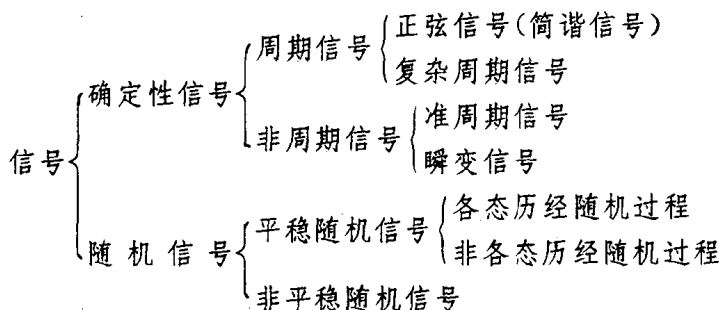 正弦信号(简谐信号)
周期信号
复杂周期信号
确定性信号
准周期信号
非周期信号
瞬变信号
信号
各态历经随机过程
平稳随机信号
随机信号
非各态历经随机过程
非平稳随机信号